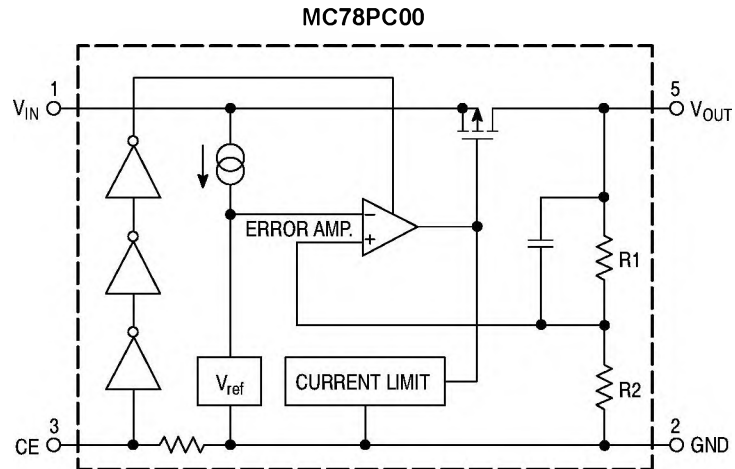 MC78PC00
1
5
V_IN
V_OUT
ERROR AMP.
−
+
R1
V_ref
CURRENT LIMIT
R2
3
2
CE
GND